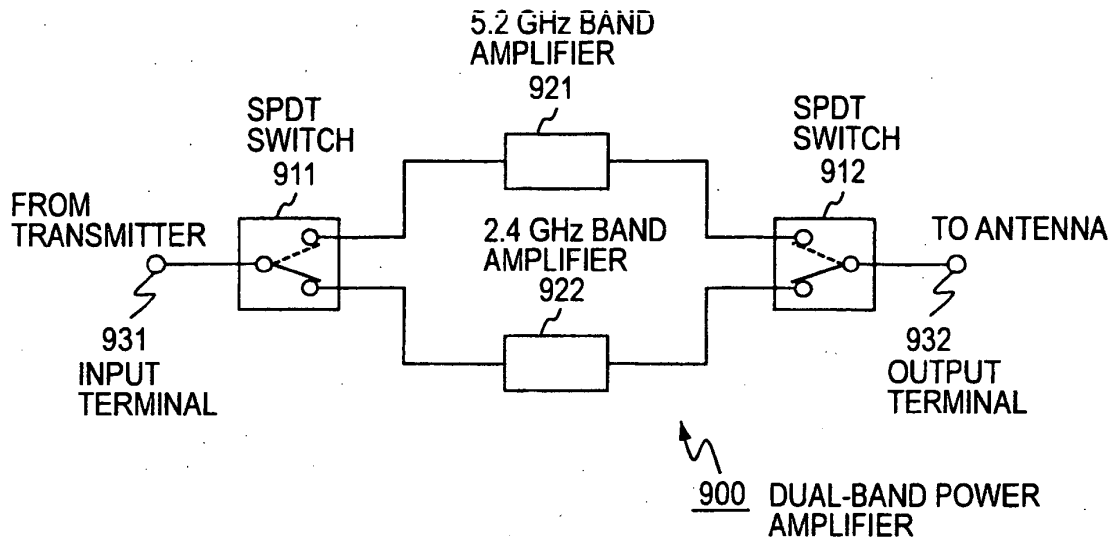 5.2 GHz BAND
AMPLIFIER
921
SPDT
SWITCH
911
SPDT
SWITCH
912
FROM
TRANSMITTER
2.4 GHz BAND
AMPLIFIER
922
TO ANTENNA
931
INPUT
TERMINAL
932
OUTPUT
TERMINAL
900 DUAL-BAND POWER
AMPLIFIER